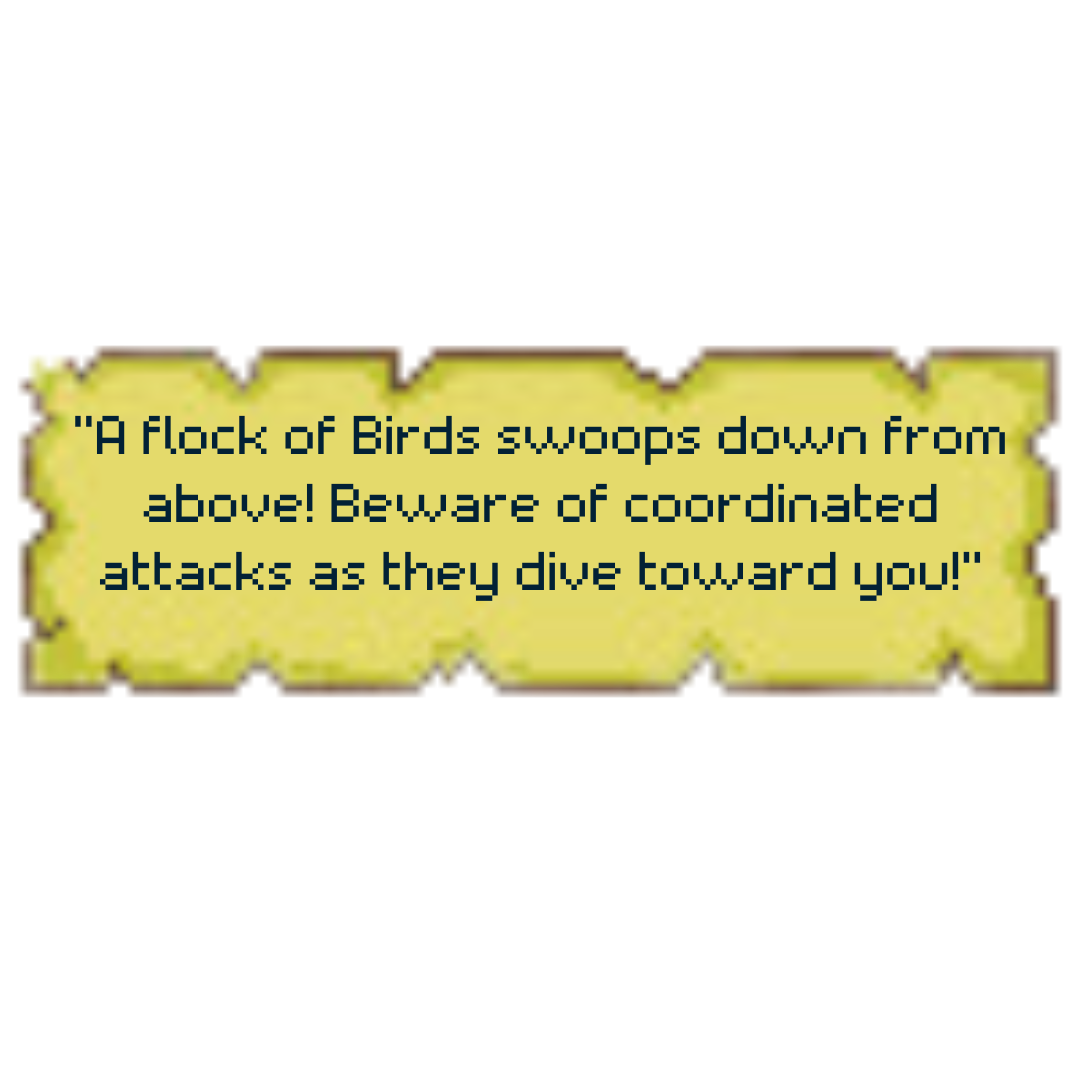 "A flock of Birds swoops down from
above! Beware of coordinated
attacks as they dive toward you!"